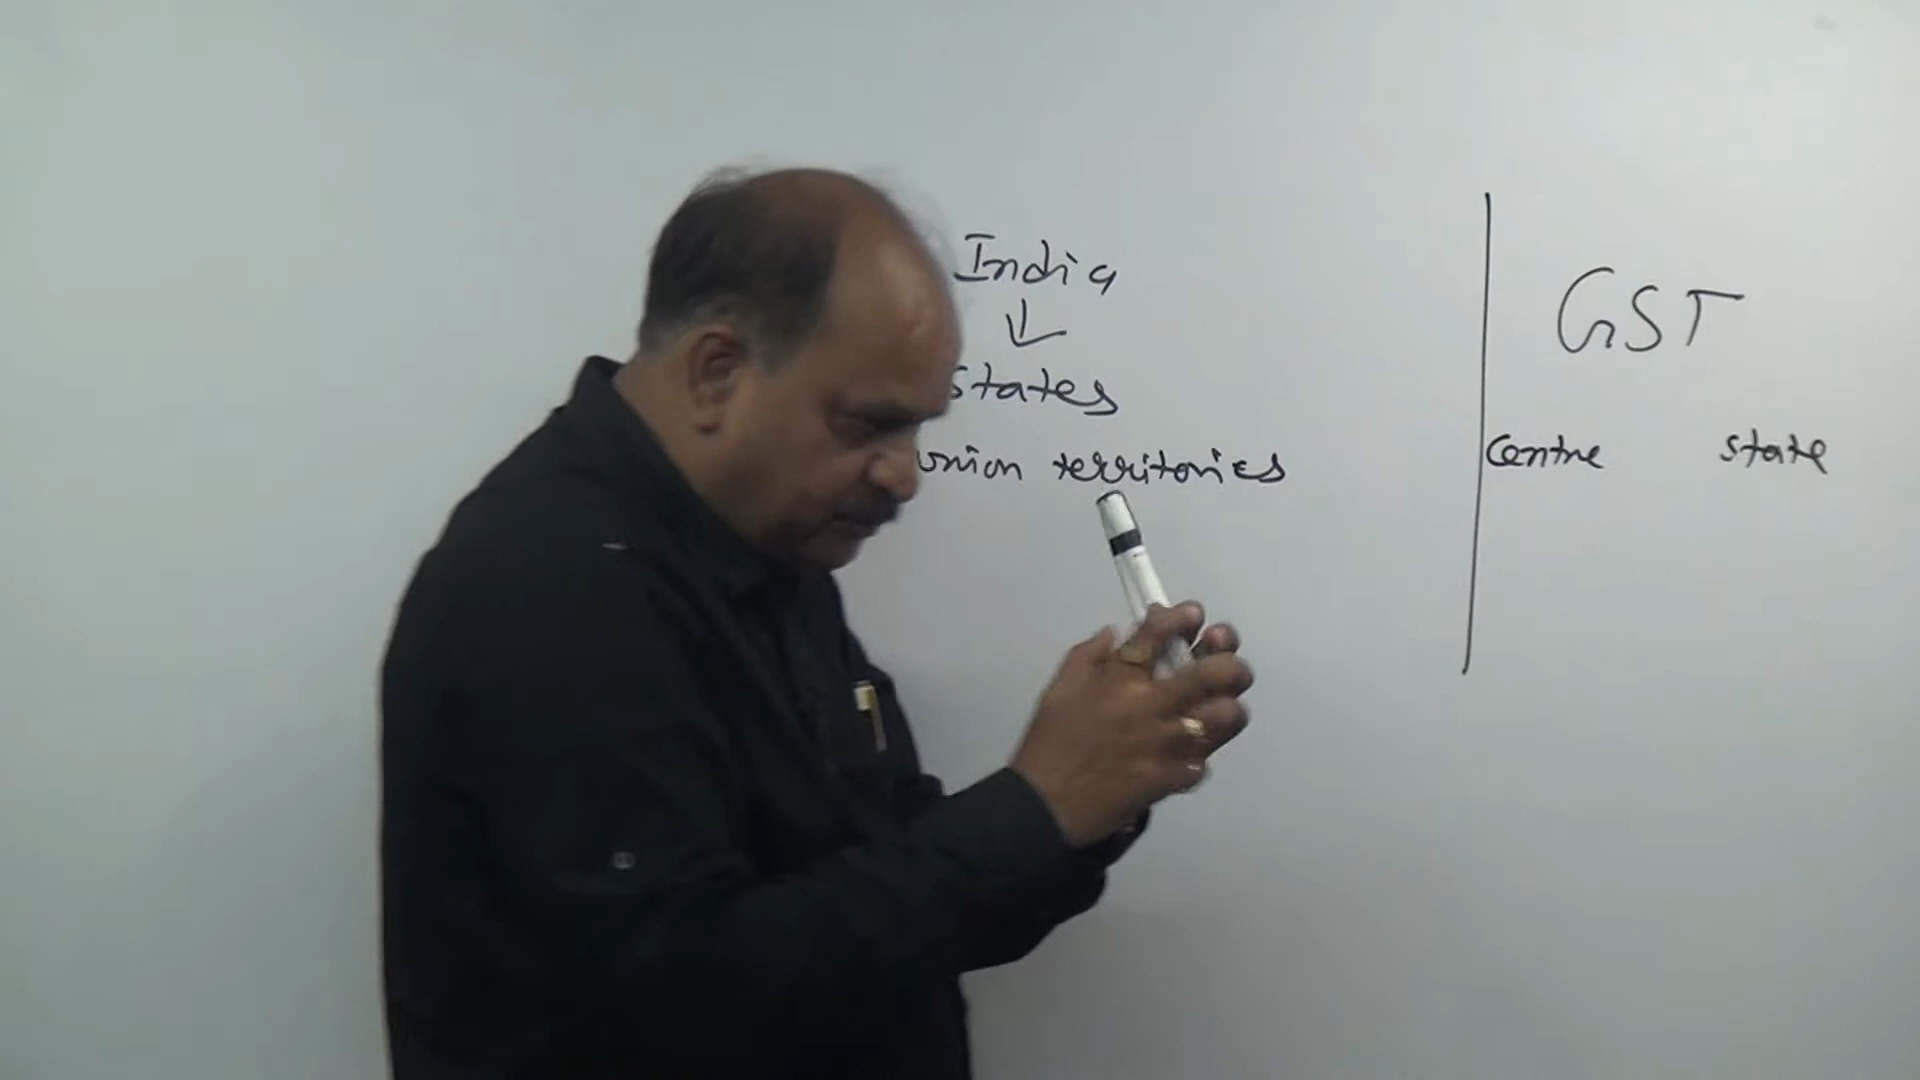 India
States
union territories
GST
Centre state